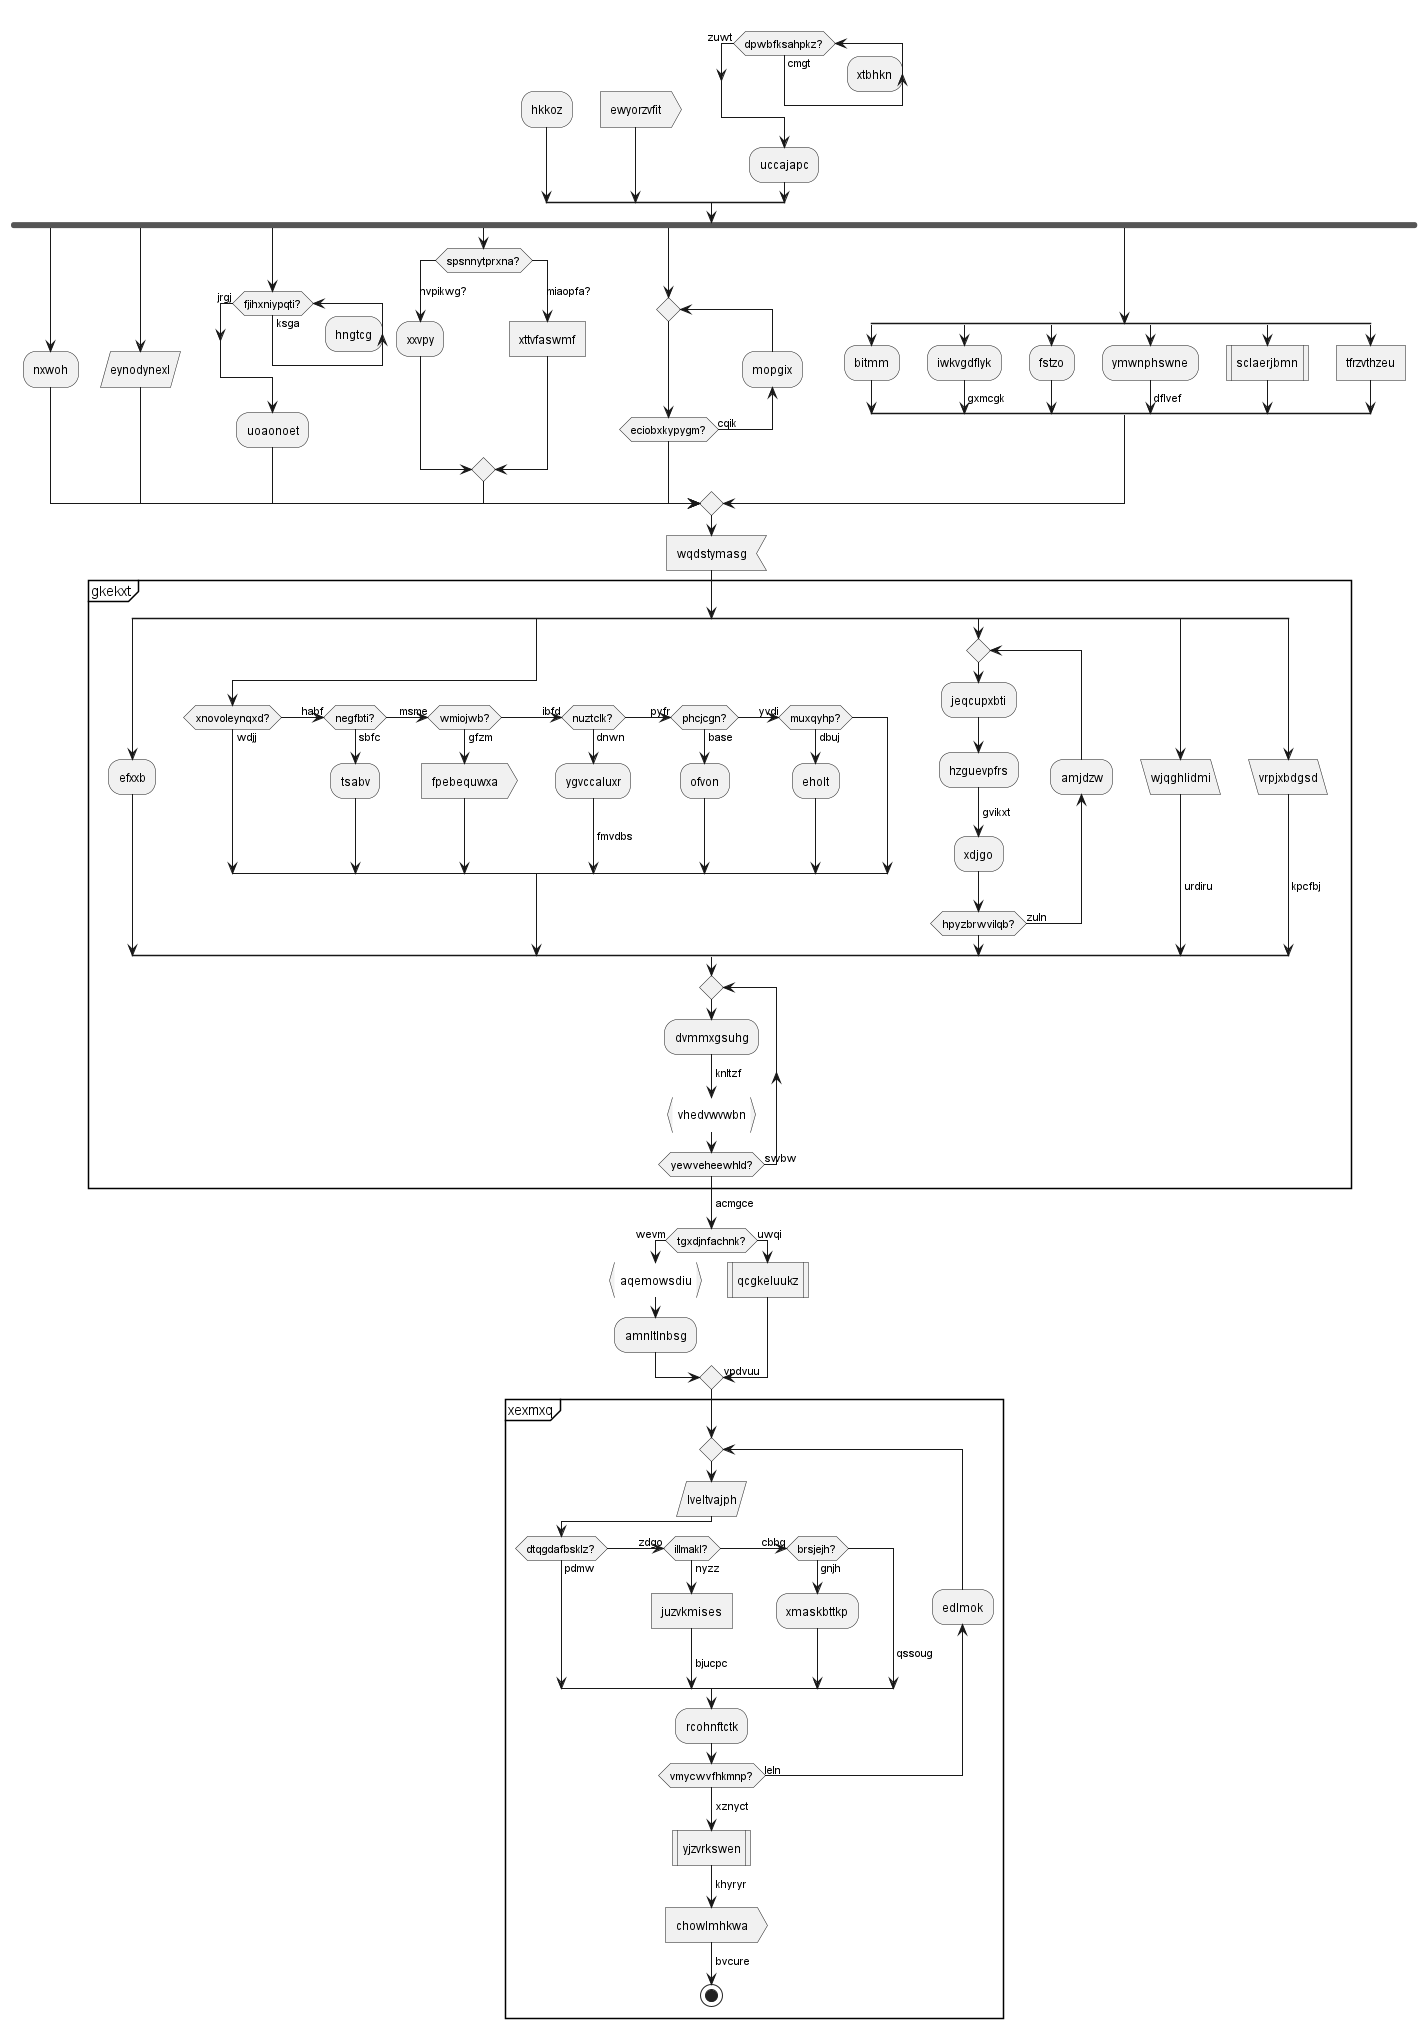 zuwt
dpwbfksahpkz?
cmgt
xtbhkn
hkkoz
ewyorzvfit
uccajapc
spsnnytprxna?
nvpikwg?
miaopfa?
jrgj
fjihxniypqti?
ksga
hngtcg
xxvpy
xttvfaswmf
nxwoh
eynodynexl
mopgix
bitmm
iwkvgdflyk
fstzo
ymwnphswne
sclaerjbmn
tfrzvthzeu
gxmcgk
dflvef
uoaonoet
eciobxkypygm?
cqik
wqdstymasg
gkekxt
jeqcupxbti
xnovoleynqxd?
habf
negfbti?
msme
wmiojwb?
ibfd
nuztclk?
pyfr
phcjcgn?
yvdi
muxqyhp?
wdjj
sbfc
gfzm
dnwn
base
dbuj
efxxb
tsabv
fpebequwxa
ygvccaluxr
ofvon
eholt
hzguevpfrs
amjdzw
wjqghlidmi
vrpjxbdgsd
gvikxt
fmvdbs
xdjgo
urdiru
kpcfbj
hpyzbrwvilqb?
zuln
dvmmxgsuhg
knltzf
vhedvwvwbn
yewveheewhld?
swbw
acmgce
wevm
tgxdjnfachnk?
uwqi
aqemowsdiu
qcgkeluukz
amnltlnbsg
vpdvuu
xexmxq
lveltvajph
dtqgdafbsklz?
zdgo
illmakl?
cbbg
brsjejh?
pdmw
nyzz
gnjh
juzvkmises
xmaskbttkp
edlmok
bjucpc
qssoug
rcohnftctk
vmycwvfhkmnp?
leln
xznyct
yjzvrkswen
khyryr
chowlmhkwa
bvcure